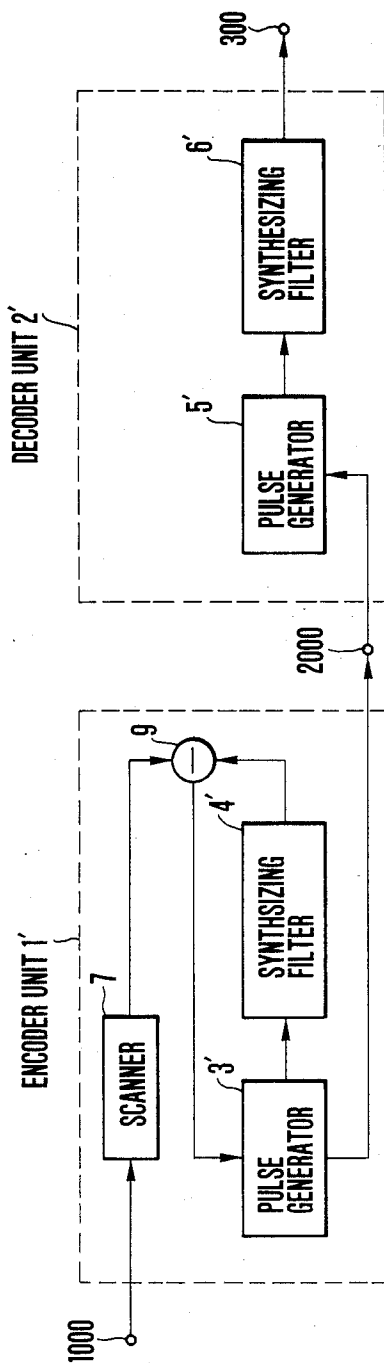 ENCODER UNIT 1'
1000
7
SCANNER
9
3'
PULSE
GENERATOR
4'
SYNTHSIZING
FILTER
2000
DECODER UNIT 2'
5'
PULSE
GENERATOR
6'
SYNTHESIZING
FILTER
300